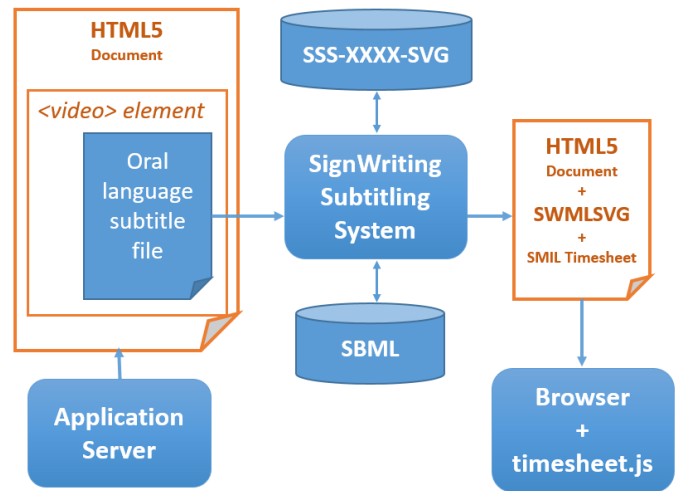 HTML5
Document
<video> element
Oral
language
subtitle
file
Application
Server
SSS-XXXX-SVG
SignWriting
Subtitling
System
SBML
HTML5
Document
+
SWMLSVG
+
SMIL Timesheet
Browser
+
timesheet.js